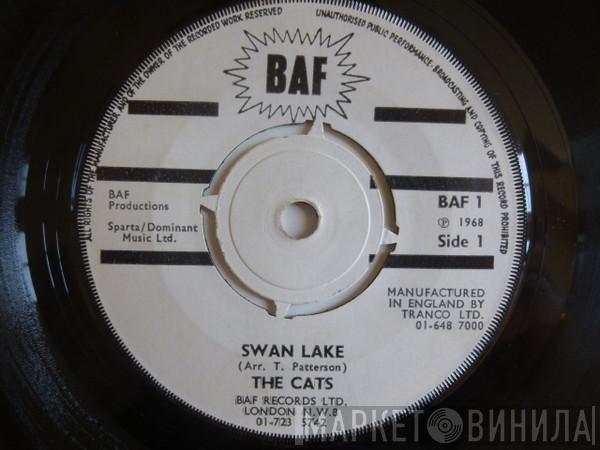 ALL RIGHTS OF THE MANUFACTURER AND OF THE OWNER OF THE RECORDED WORK RESERVED
UNAUTHORISED PUBLIC PERFORMANCE, BROADCASTING AND COPYING OF THIS RECORD PROHIBITED
BAF
BAF
Productions
Sparta/Dominant
Music Ltd.
BAF 1
℗ 1968
Side 1
MANUFACTURED
IN ENGLAND BY
TRANCO LTD.
01-648 7000
SWAN LAKE
(Arr. T. Patterson)
THE CATS
BAF RECORDS LTD.
LONDON N.W.8
01-723 5742
МАРКЕТ ВИНИЛА